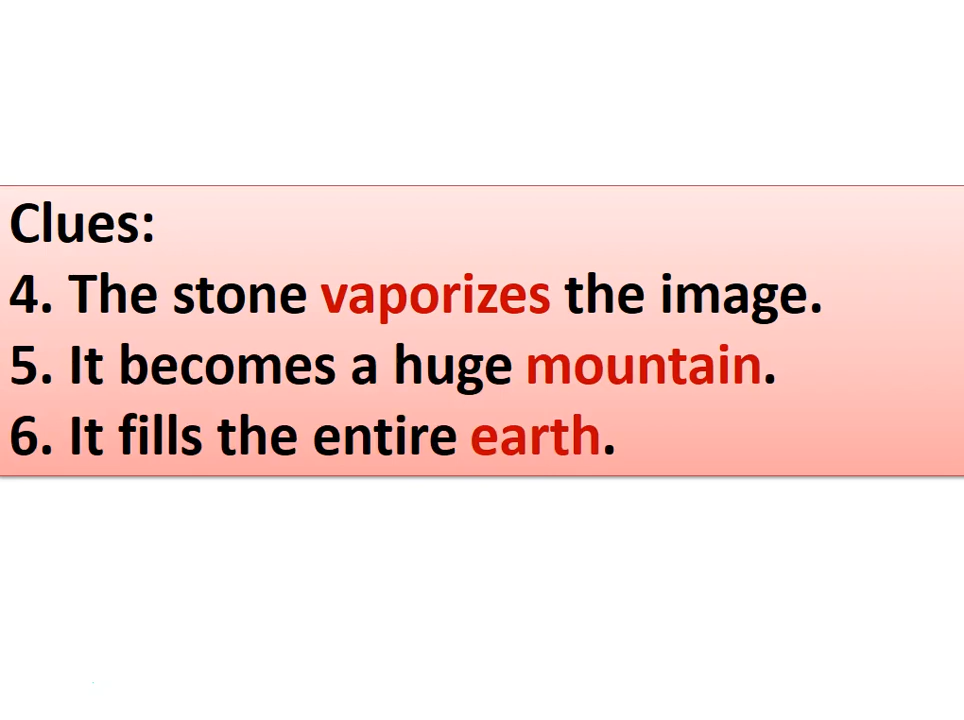 Clues:
4. The stone vaporizes the image.
5. It becomes a huge mountain.
6. It fills the entire earth.